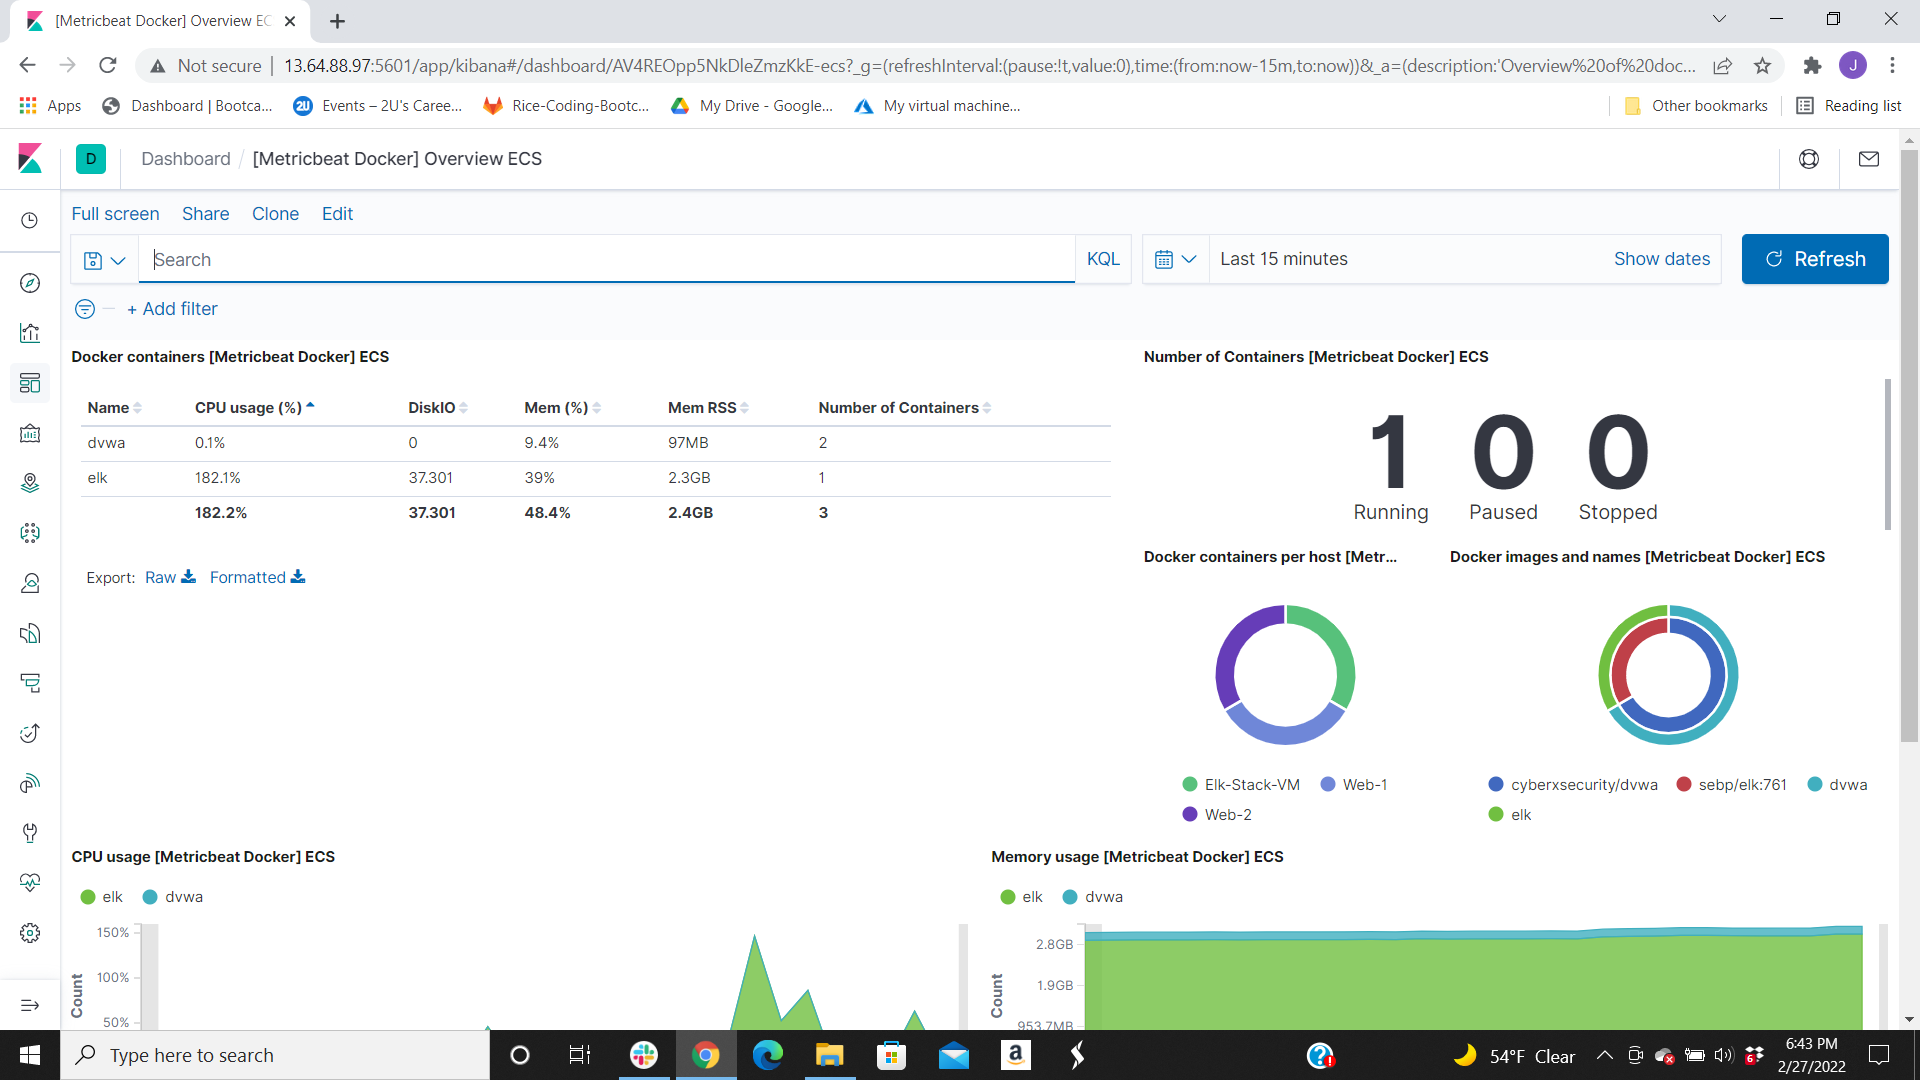 [Metricbeat Docker] Overview EC
Not secure 13.64.88.97:5601/app/kibana#/dashboard/AV4REOpp5NkDleZmzKkE-ecs?_g=(refreshInterval:(pause:!t,value:0),time:(from:now-15m,to:now))&_a=(description:'Overview%20of%20doc... J
Apps Dashboard | Bootca... 2U Events – 2U's Caree... Rice-Coding-Bootc... My Drive - Google... My virtual machine... Other bookmarks Reading list
D Dashboard / [Metricbeat Docker] Overview ECS
Full screen Share Clone Edit
Search KQL Last 15 minutes Show dates Refresh
+ Add filter
Docker containers [Metricbeat Docker] ECS
Name CPU usage (%) DiskIO Mem (%) Mem RSS Number of Containers
dvwa 0.1% 0 9.4% 97MB 2
elk 182.1% 37.301 39% 2.3GB 1
182.2% 37.301 48.4% 2.4GB 3
Export: Raw Formatted
Number of Containers [Metricbeat Docker] ECS
1 0 0
Running Paused Stopped
Docker containers per host [Metr...
Elk-Stack-VM Web-1
Web-2
Docker images and names [Metricbeat Docker] ECS
cyberxsecurity/dvwa sebp/elk:761 dvwa
elk
CPU usage [Metricbeat Docker] ECS
elk dvwa
150%
100%
50%
Count
Memory usage [Metricbeat Docker] ECS
elk dvwa
2.8GB
1.9GB
953.7MB
Count
Type here to search
a
54°F Clear
6
6:43 PM
2/27/2022